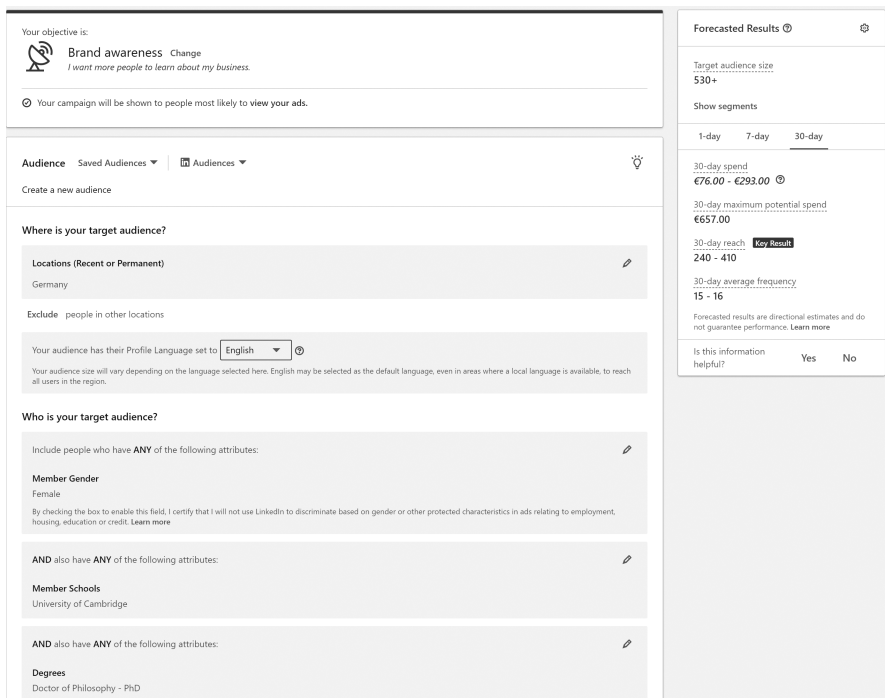 Your objective is:
Brand awareness Change
I want more people to learn about my business.
Your campaign will be shown to people most likely to view your ads.
Audience Saved Audiences Audiences
Create a new audience
Where is your target audience?
Locations (Recent or Permanent)
Germany
Exclude people in other locations
Your audience has their Profile Language set to English
Your audience size will vary depending on the language selected here. English may be selected as the default language, even in areas where a local language is available, to reach
all users in the region.
Who is your target audience?
Include people who have ANY of the following attributes:
Member Gender
Female
By checking the box to enable this field, I certify that I will not use LinkedIn to discriminate based on gender or other protected characteristics in ads relating to employment,
housing, education or credit. Learn more
AND also have ANY of the following attributes:
Member Schools
University of Cambridge
AND also have ANY of the following attributes:
Degrees
Doctor of Philosophy - PhD
Forecasted Results
Target audience size
530+
Show segments
1-day 7-day 30-day
30-day spend
€76.00 - €293.00
30-day maximum potential spend
€657.00
30-day reach Key Result
240 - 410
30-day average frequency
15 - 16
Forecasted results are directional estimates and do
not guarantee performance. Learn more
Is this information
helpful? Yes No